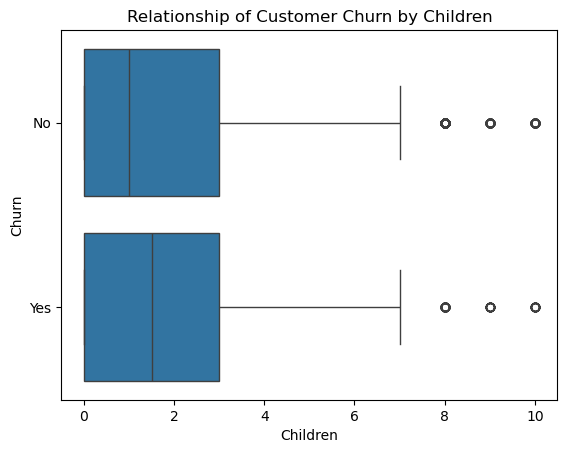 Relationship of Customer Churn by Children
No
Yes
Churn
0 2 4 6 8 10
Children